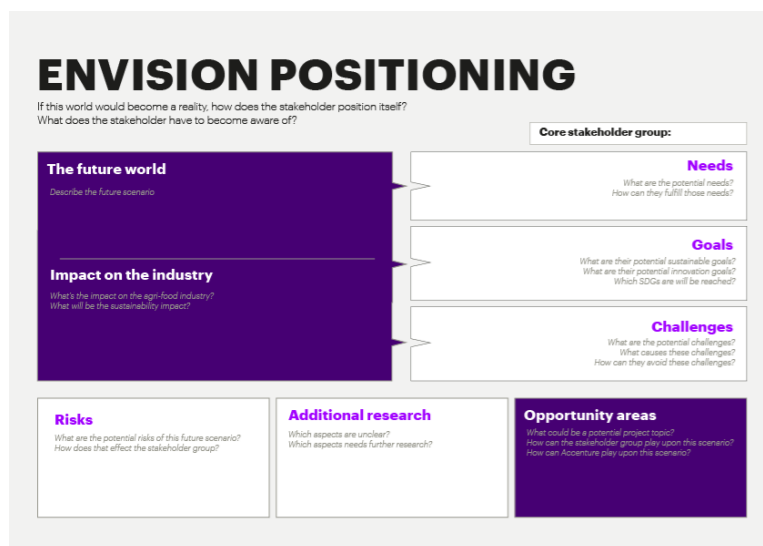 ENVISION POSITIONING
If this world would become a reality, how does the stakeholder position itself?
What does the stakeholder have to become aware of?
Core stakeholder group:
The future world
Describe the future scenario
Impact on the industry
What's the impact on the agri-food industry?
What will be the sustainability impact?
Needs
What are the potential needs?
How can they fulfill those needs?
Goals
What are their potential sustainable goals?
What are their potential innovation goals?
Which SDGs are will be reached?
Challenges
What are the potential challenges?
What causes these challenges?
How can they avoid these challenges?
Risks
What are the potential risks of this future scenario?
How does that effect the stakeholder group?
Additional research
Which aspects are unclear?
Which aspects needs further research?
Opportunity areas
What could be a potential project topic?
How can the stakeholder group play upon this scenario?
How can Accenture play upon this scenario?